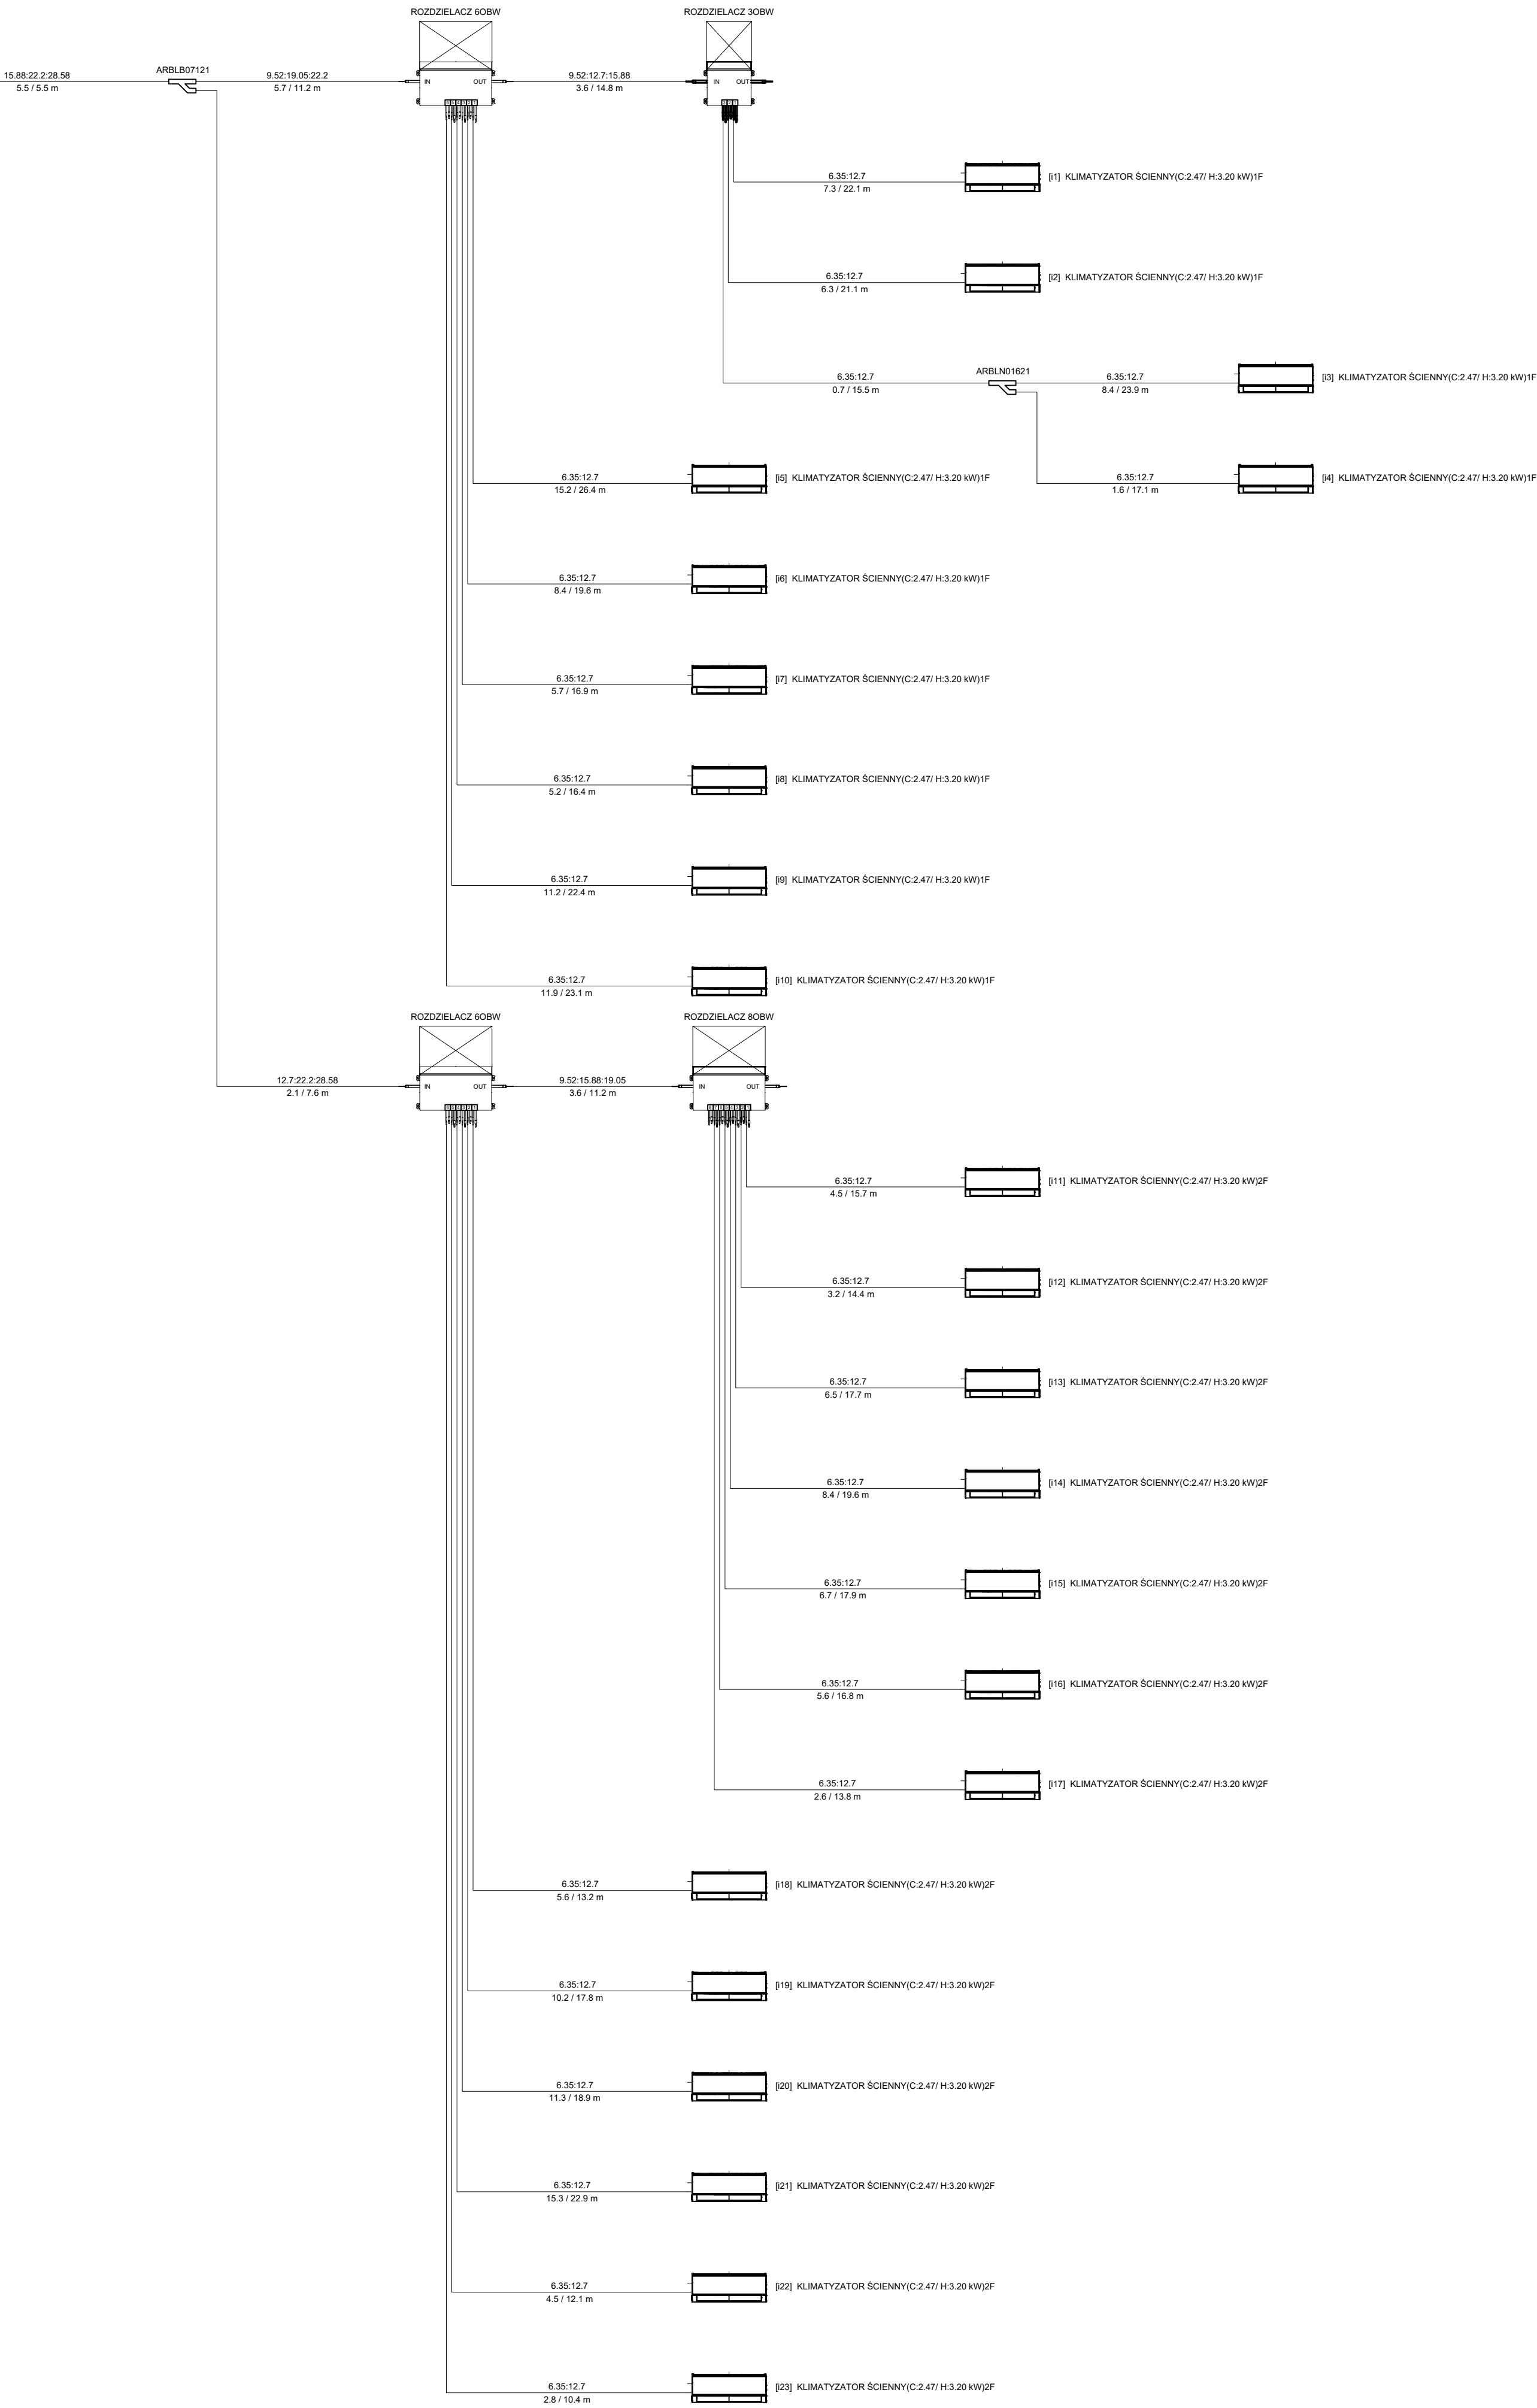 ROZDZIELACZ 6OBW
ROZDZIELACZ 3OBW
15.88:22.2:28.58
5.5 / 5.5 m
ARBLB07121
9.52:19.05:22.2
5.7 / 11.2 m
IN
OUT
9.52:12.7:15.88
3.6 / 14.8 m
IN
OUT
6.35:12.7
7.3 / 22.1 m
[i1] KLIMATYZATOR ŚCIENNY(C:2.47/ H:3.20 kW)1F
6.35:12.7
6.3 / 21.1 m
[i2] KLIMATYZATOR ŚCIENNY(C:2.47/ H:3.20 kW)1F
6.35:12.7
0.7 / 15.5 m
ARBLN01621
6.35:12.7
8.4 / 23.9 m
[i3] KLIMATYZATOR ŚCIENNY(C:2.47/ H:3.20 kW)1F
6.35:12.7
1.6 / 17.1 m
[i4] KLIMATYZATOR ŚCIENNY(C:2.47/ H:3.20 kW)1F
6.35:12.7
15.2 / 26.4 m
[i5] KLIMATYZATOR ŚCIENNY(C:2.47/ H:3.20 kW)1F
6.35:12.7
8.4 / 19.6 m
[i6] KLIMATYZATOR ŚCIENNY(C:2.47/ H:3.20 kW)1F
6.35:12.7
5.7 / 16.9 m
[i7] KLIMATYZATOR ŚCIENNY(C:2.47/ H:3.20 kW)1F
6.35:12.7
5.2 / 16.4 m
[i8] KLIMATYZATOR ŚCIENNY(C:2.47/ H:3.20 kW)1F
6.35:12.7
11.2 / 22.4 m
[i9] KLIMATYZATOR ŚCIENNY(C:2.47/ H:3.20 kW)1F
6.35:12.7
11.9 / 23.1 m
[i10] KLIMATYZATOR ŚCIENNY(C:2.47/ H:3.20 kW)1F
ROZDZIELACZ 6OBW
ROZDZIELACZ 8OBW
12.7:22.2:28.58
2.1 / 7.6 m
IN
OUT
9.52:15.88:19.05
3.6 / 11.2 m
IN
OUT
6.35:12.7
4.5 / 15.7 m
[i11] KLIMATYZATOR ŚCIENNY(C:2.47/ H:3.20 kW)2F
6.35:12.7
3.2 / 14.4 m
[i12] KLIMATYZATOR ŚCIENNY(C:2.47/ H:3.20 kW)2F
6.35:12.7
6.5 / 17.7 m
[i13] KLIMATYZATOR ŚCIENNY(C:2.47/ H:3.20 kW)2F
6.35:12.7
8.4 / 19.6 m
[i14] KLIMATYZATOR ŚCIENNY(C:2.47/ H:3.20 kW)2F
6.35:12.7
6.7 / 17.9 m
[i15] KLIMATYZATOR ŚCIENNY(C:2.47/ H:3.20 kW)2F
6.35:12.7
5.6 / 16.8 m
[i16] KLIMATYZATOR ŚCIENNY(C:2.47/ H:3.20 kW)2F
6.35:12.7
2.6 / 13.8 m
[i17] KLIMATYZATOR ŚCIENNY(C:2.47/ H:3.20 kW)2F
6.35:12.7
5.6 / 13.2 m
[i18] KLIMATYZATOR ŚCIENNY(C:2.47/ H:3.20 kW)2F
6.35:12.7
10.2 / 17.8 m
[i19] KLIMATYZATOR ŚCIENNY(C:2.47/ H:3.20 kW)2F
6.35:12.7
11.3 / 18.9 m
[i20] KLIMATYZATOR ŚCIENNY(C:2.47/ H:3.20 kW)2F
6.35:12.7
15.3 / 22.9 m
[i21] KLIMATYZATOR ŚCIENNY(C:2.47/ H:3.20 kW)2F
6.35:12.7
4.5 / 12.1 m
[i22] KLIMATYZATOR ŚCIENNY(C:2.47/ H:3.20 kW)2F
6.35:12.7
2.8 / 10.4 m
[i23] KLIMATYZATOR ŚCIENNY(C:2.47/ H:3.20 kW)2F